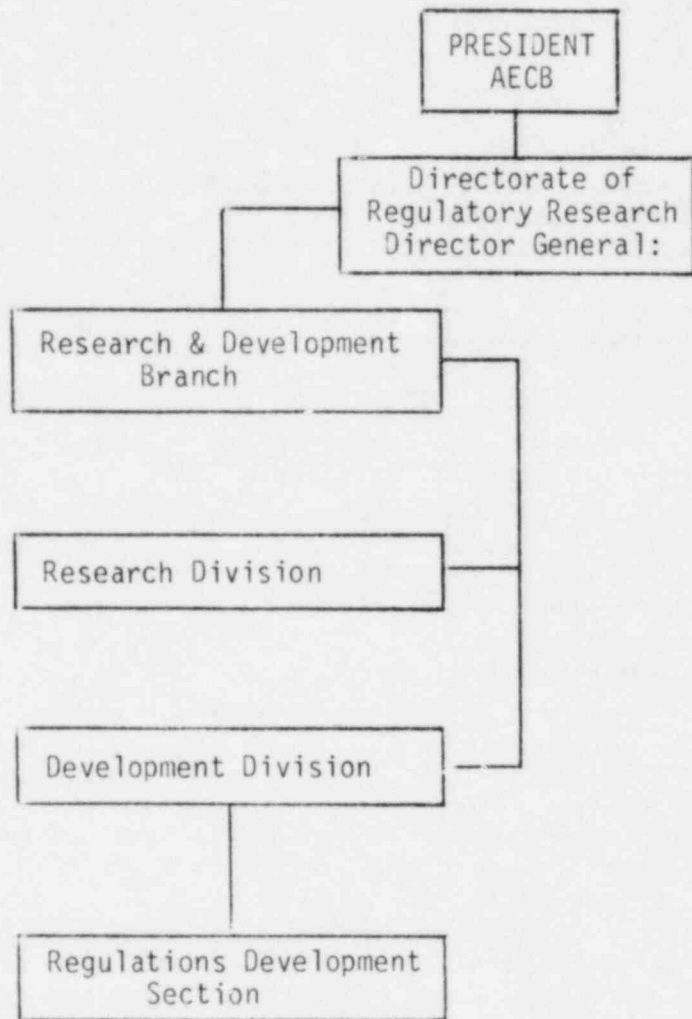 PRESIDENT
AECB
Directorate of
Regulatory Research
Director General:
Research & Development
Branch
Research Division
Development Division
Regulations Development
Section